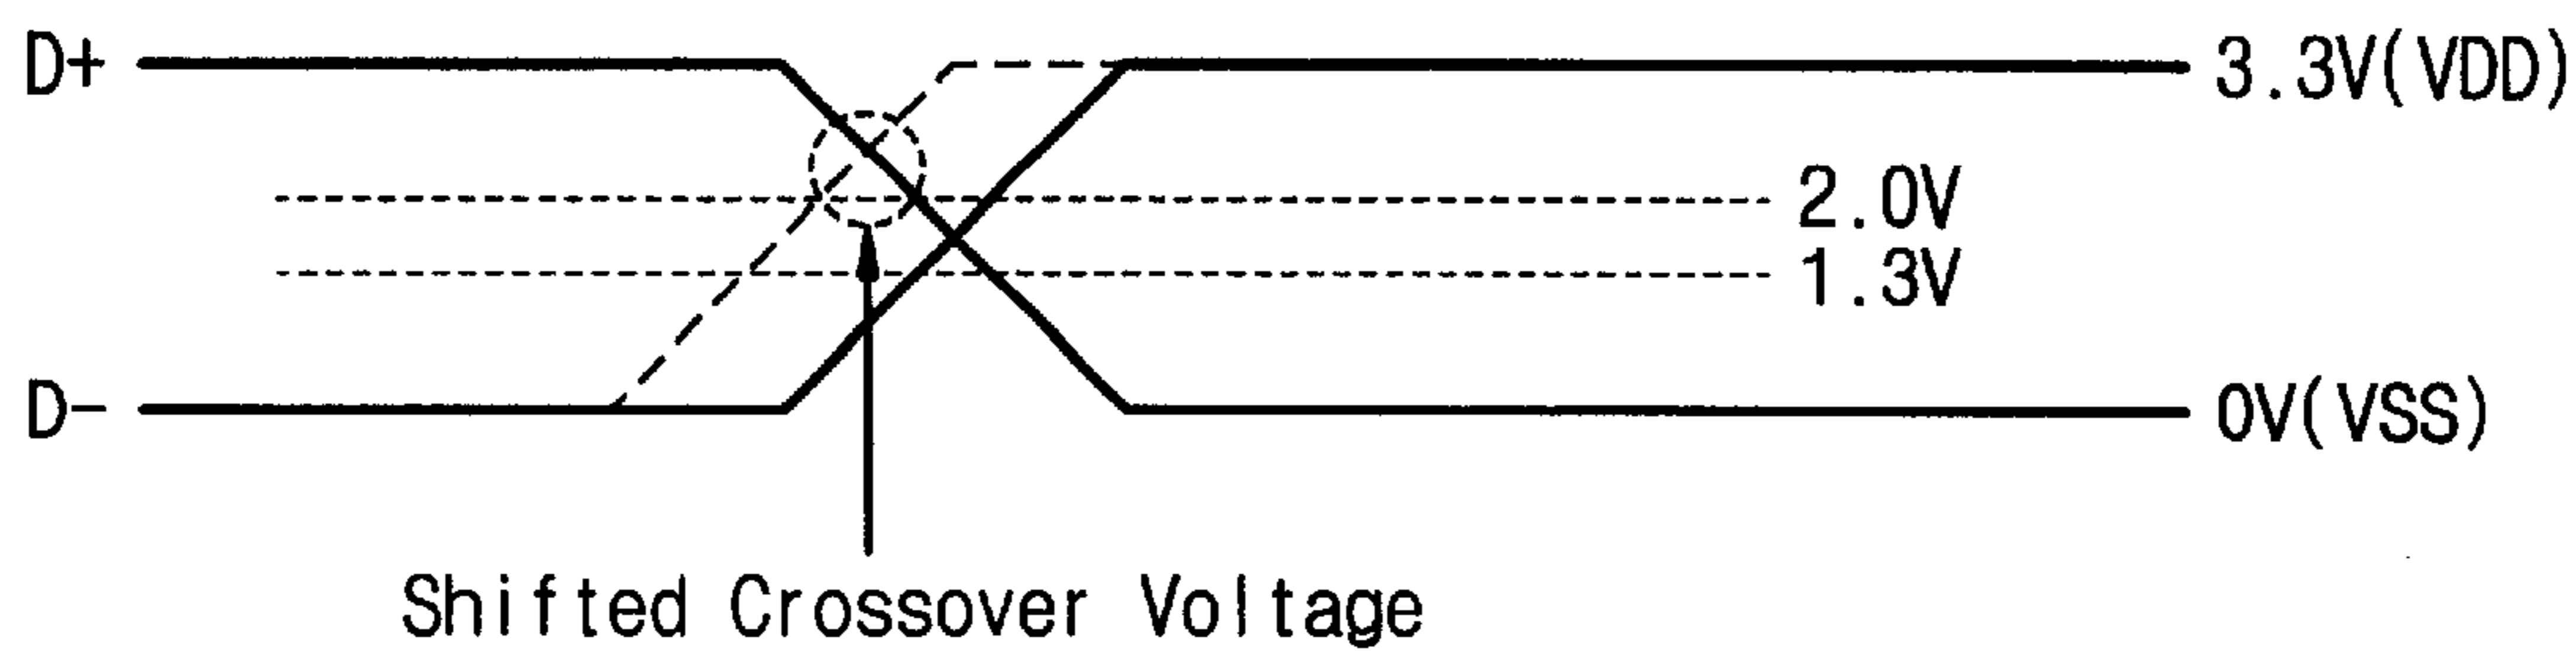 D+
3.3V(VDD)
2.0V
1.3V
D-
0V(VSS)
Shifted Crossover Voltage